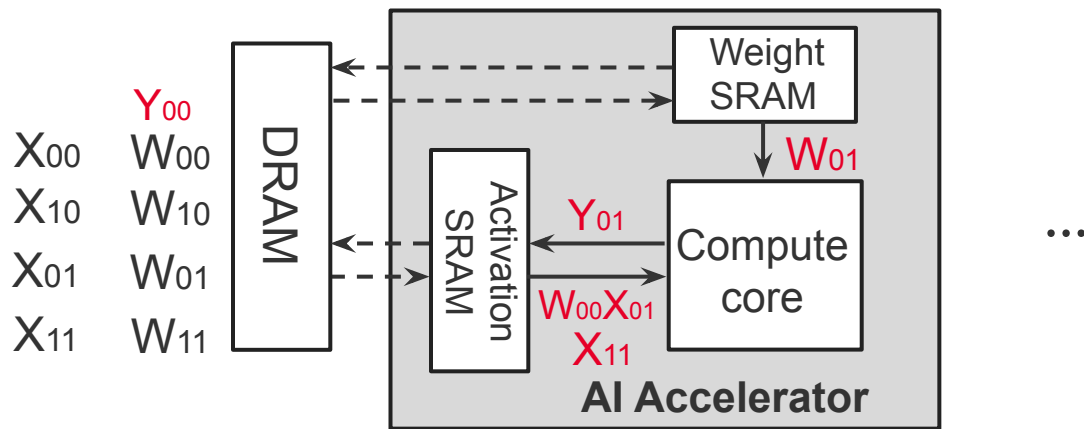 Weight
SRAM
Y00
X00 W00
X10 W10
X01 W01
X11 W11
DRAM
Activation
SRAM
W01
Y01
W00X01
X11
Compute
core
...
AI Accelerator